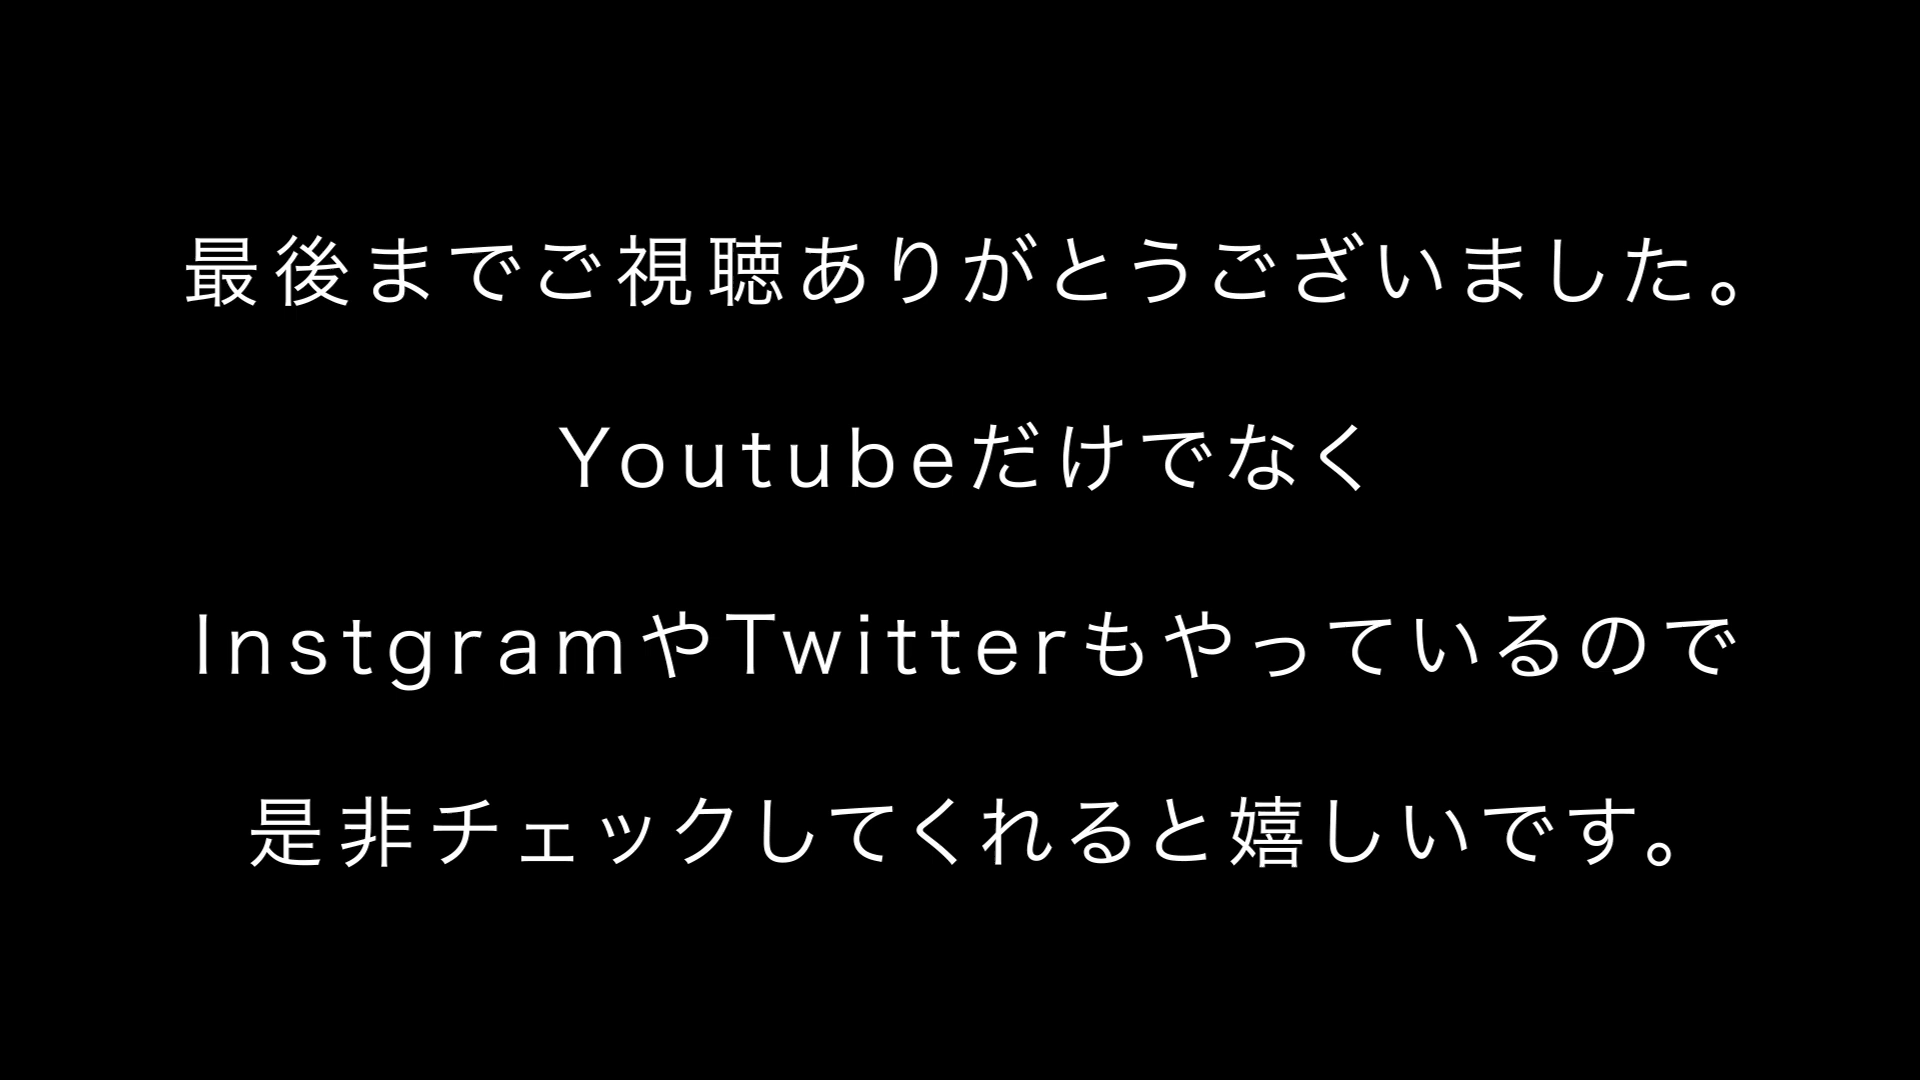 最後までご視聴ありがとうございました。
Youtubeだけでなく
InstgramやTwitterもやっているので
是非チェックしてくれると嬉しいです。